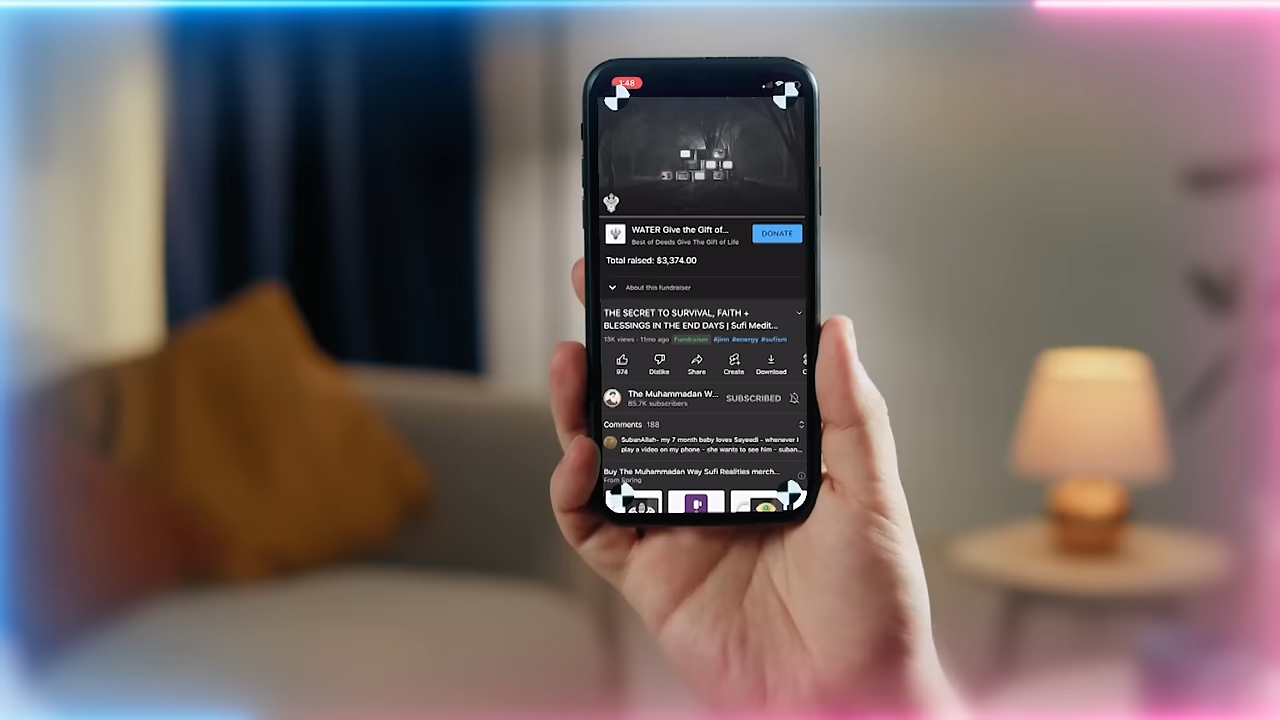 1:48
WATER Give the Gift of...
Best of Deeds Give The Gift of Life
DONATE
Total raised: $3,374.00
About this fundraiser
THE SECRET TO SURVIVAL, FAITH +
BLESSINGS IN THE END DAYS | Sufi Medit...
13K views · 11mo ago Fundraiser #jinn #energy #sufism
974 Dislike Share Create Download
The Muhammadan W...
85.7K subscribers
SUBSCRIBED
Comments 188
SubanAllah- my 7 month baby loves Sayeedi - whenever I
play a video on my phone - she wants to see him - suban...
Buy The Muhammadan Way Sufi Realities merch...
From Spring